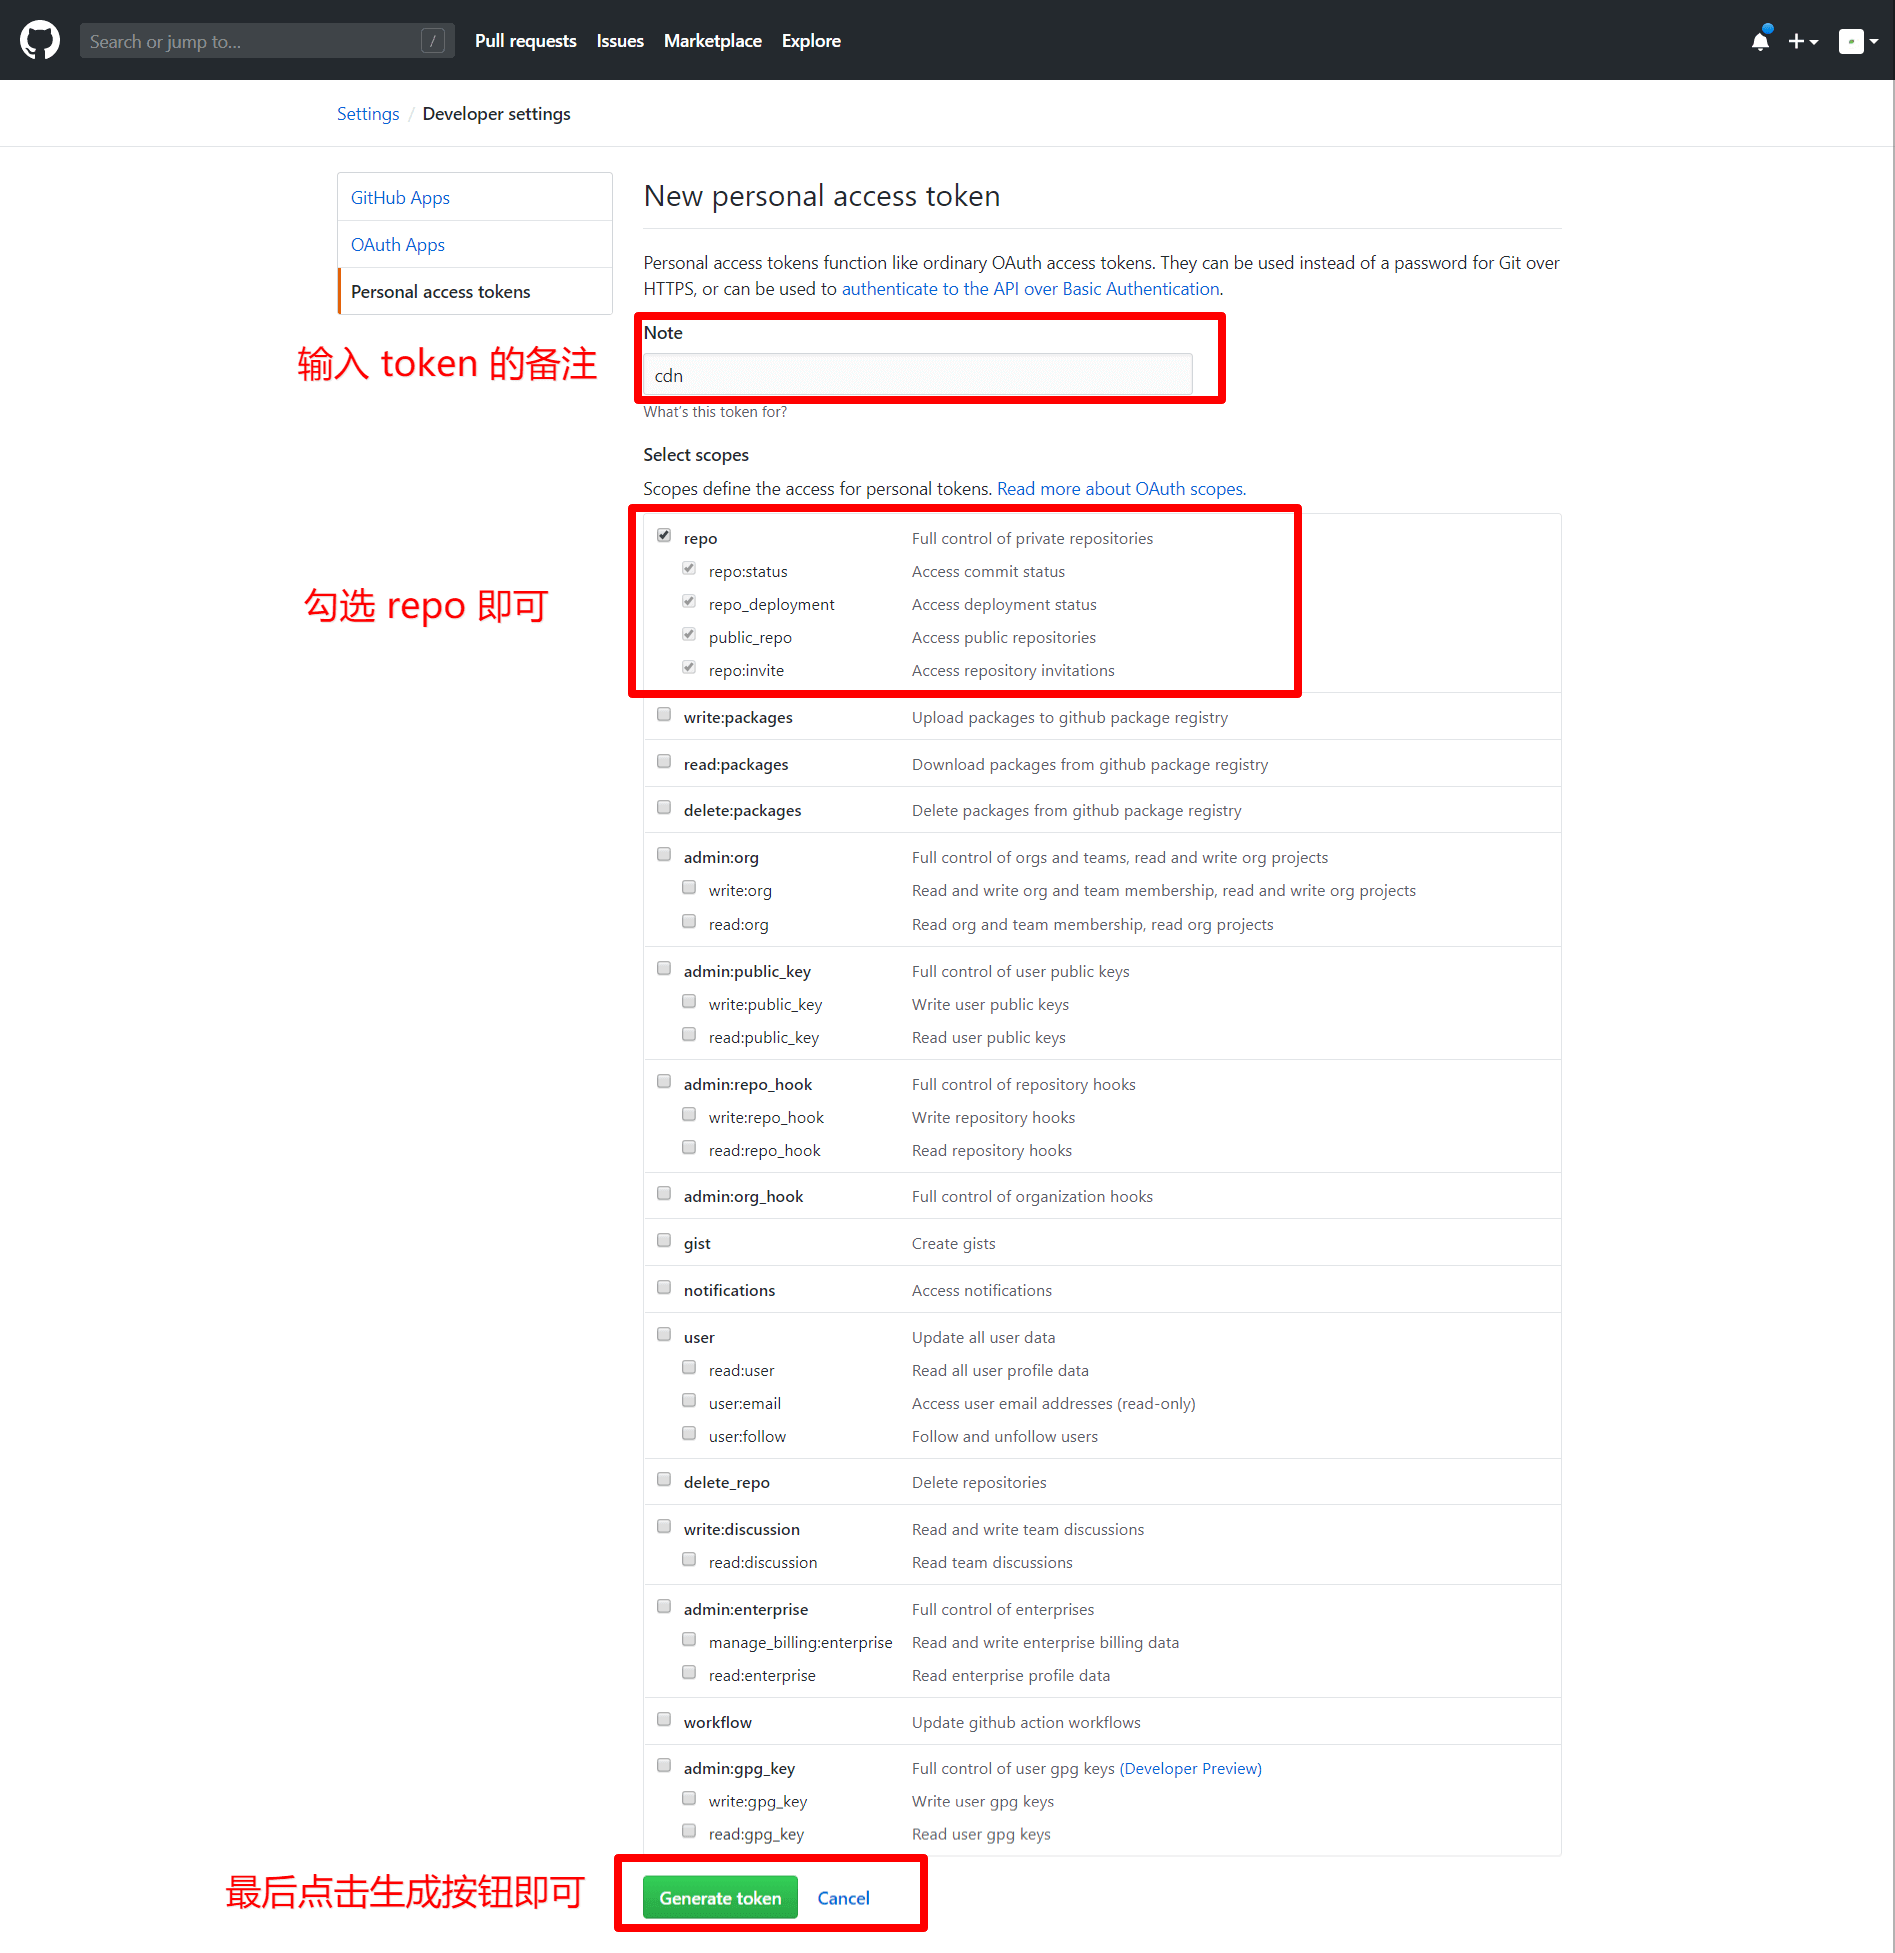 Search or jump to...
/
Pull requests
Issues
Marketplace
Explore
Settings / Developer settings
GitHub Apps
OAuth Apps
Personal access tokens
New personal access token
Personal access tokens function like ordinary OAuth access tokens. They can be used instead of a password for Git over
HTTPS, or can be used to authenticate to the API over Basic Authentication.
输入 token 的备注
Note
cdn
What's this token for?
Select scopes
Scopes define the access for personal tokens. Read more about OAuth scopes.
勾选 repo 即可
repo Full control of private repositories
repo:status Access commit status
repo_deployment Access deployment status
public_repo Access public repositories
repo:invite Access repository invitations
write:packages Upload packages to github package registry
read:packages Download packages from github package registry
delete:packages Delete packages from github package registry
admin:org Full control of orgs and teams, read and write org projects
write:org Read and write org and team membership, read and write org projects
read:org Read org and team membership, read org projects
admin:public_key Full control of user public keys
write:public_key Write user public keys
read:public_key Read user public keys
admin:repo_hook Full control of repository hooks
write:repo_hook Write repository hooks
read:repo_hook Read repository hooks
admin:org_hook Full control of organization hooks
gist Create gists
notifications Access notifications
user Update all user data
read:user Read all user profile data
user:email Access user email addresses (read-only)
user:follow Follow and unfollow users
delete_repo Delete repositories
write:discussion Read and write team discussions
read:discussion Read team discussions
admin:enterprise Full control of enterprises
manage_billing:enterprise Read and write enterprise billing data
read:enterprise Read enterprise profile data
workflow Update github action workflows
admin:gpg_key Full control of user gpg keys (Developer Preview)
write:gpg_key Write user gpg keys
read:gpg_key Read user gpg keys
最后点击生成按钮即可
Generate token
Cancel